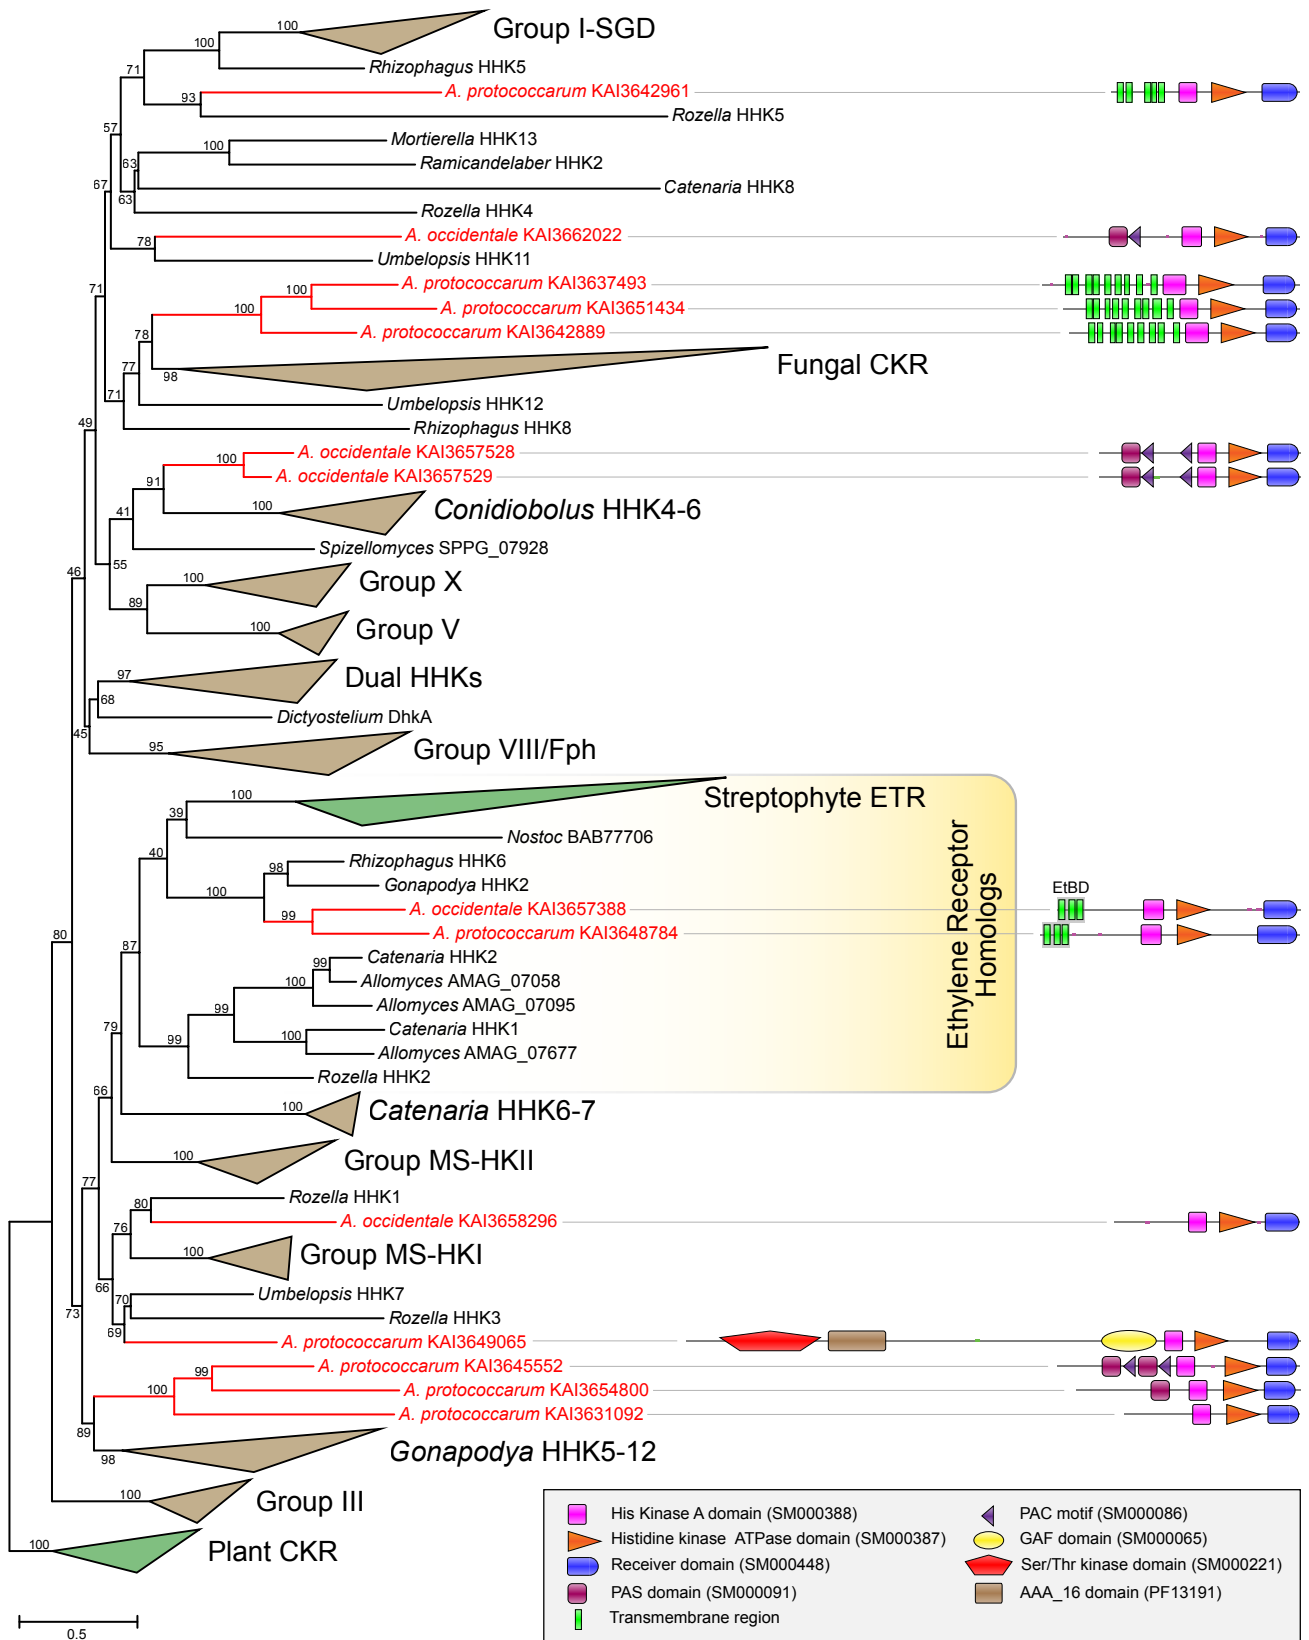 100
Group I-SGD
100
Rhizophagus HHK5
71
A. protococcarum KAI3642961
93
Rozella HHK5
57
Mortierella HHK13
100
Ramicandelaber HHK2
63
Catenaria HHK8
67
63
Rozella HHK4
A. occidentale KAI3662022
78
Umbelopsis HHK11
A. protococcarum KAI3637493
100
71
100
A. protococcarum KAI3651434
A. protococcarum KAI3642889
78
Fungal CKR
77
98
71
Umbelopsis HHK12
49
Rhizophagus HHK8
A. occidentale KAI3657528
100
A. occidentale KAI3657529
91
100
Conidiobolus HHK4-6
41
Spizellomyces SPPG_07928
55
46
100
Group X
89
100
Group V
97
Dual HHKs
68
Dictyostelium DhkA
45
95
Group VIII/Fph
100
Streptophyte ETR
39
Nostoc BAB77706
40
Rhizophagus HHK6
98
Gonapodya HHK2
100
EtBD
A. occidentale KAI3657388
99
A. protococcarum KAI3648784
Ethylene Receptor
Homologs
80
87
Catenaria HHK2
99
Allomyces AMAG_07058
100
Allomyces AMAG_07095
99
Catenaria HHK1
100
79
99
Allomyces AMAG_07677
Rozella HHK2
66
100
Catenaria HHK6-7
100
Group MS-HKII
77
Rozella HHK1
80
A. occidentale KAI3658296
76
100
Group MS-HKI
66
Umbelopsis HHK7
70
73
Rozella HHK3
69
A. protococcarum KAI3649065
A. protococcarum KAI3645552
99
100
A. protococcarum KAI3654800
A. protococcarum KAI3631092
89
98
Gonapodya HHK5-12
100
Group III
100
Plant CKR
0.5
His Kinase A domain (SM000388)
Histidine kinase ATPase domain (SM000387)
Receiver domain (SM000448)
PAS domain (SM000091)
Transmembrane region
PAC motif (SM000086)
GAF domain (SM000065)
Ser/Thr kinase domain (SM000221)
AAA_16 domain (PF13191)